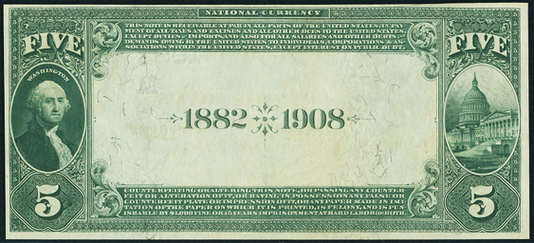 NATIONAL CURRENCY
THIS NOTE IS RECEIVABLE AT PAR IN ALL PARTS OF THE UNITED STATES, IN PAY-
MENT OF ALL TAXES AND EXCISES AND ALL OTHER DUES TO THE UNITED STATES,
EXCEPT DUTIES ON IMPORTS, AND ALSO FOR ALL SALARIES AND OTHER DEBTS &
DEMANDS OWING BY THE UNITED STATES TO INDIVIDUALS, CORPORATIONS & AS-
SOCIATIONS WITHIN THE UNITED STATES, EXCEPT INTEREST ON PUBLIC DEBT.
FIVE
FIVE
WASHINGTON
1882 1908
5
5
COUNTERFEITING OR ALTERING THIS NOTE, OR PASSING ANY COUNTER-
FEIT OR ALTERATION OF IT, OR HAVING IN POSSESSION ANY FALSE OR
COUNTERFEIT PLATE OR IMPRESSION OF IT, OR ANY PAPER MADE IN IMI-
TATION OF THE PAPER ON WHICH IT IS PRINTED, IS FELONY, AND IS PUN-
ISHABLE BY $1,000 FINE, OR 15 YEARS IMPRISONMENT AT HARD LABOR OR BOTH.